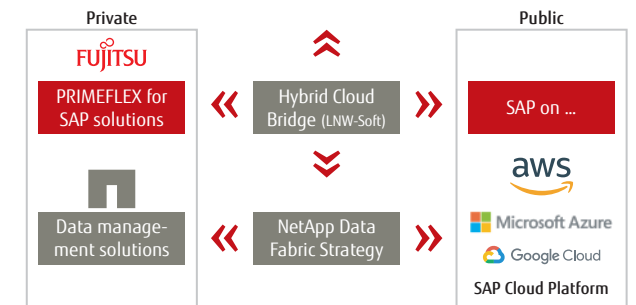 Private
Public
FUJITSU
PRIMEFLEX for
SAP solutions
Hybrid Cloud
Bridge (LNW-Soft)
SAP on ...
aws
Data manage-
ment solutions
NetApp Data
Fabric Strategy
Microsoft Azure
Google Cloud
SAP Cloud Platform